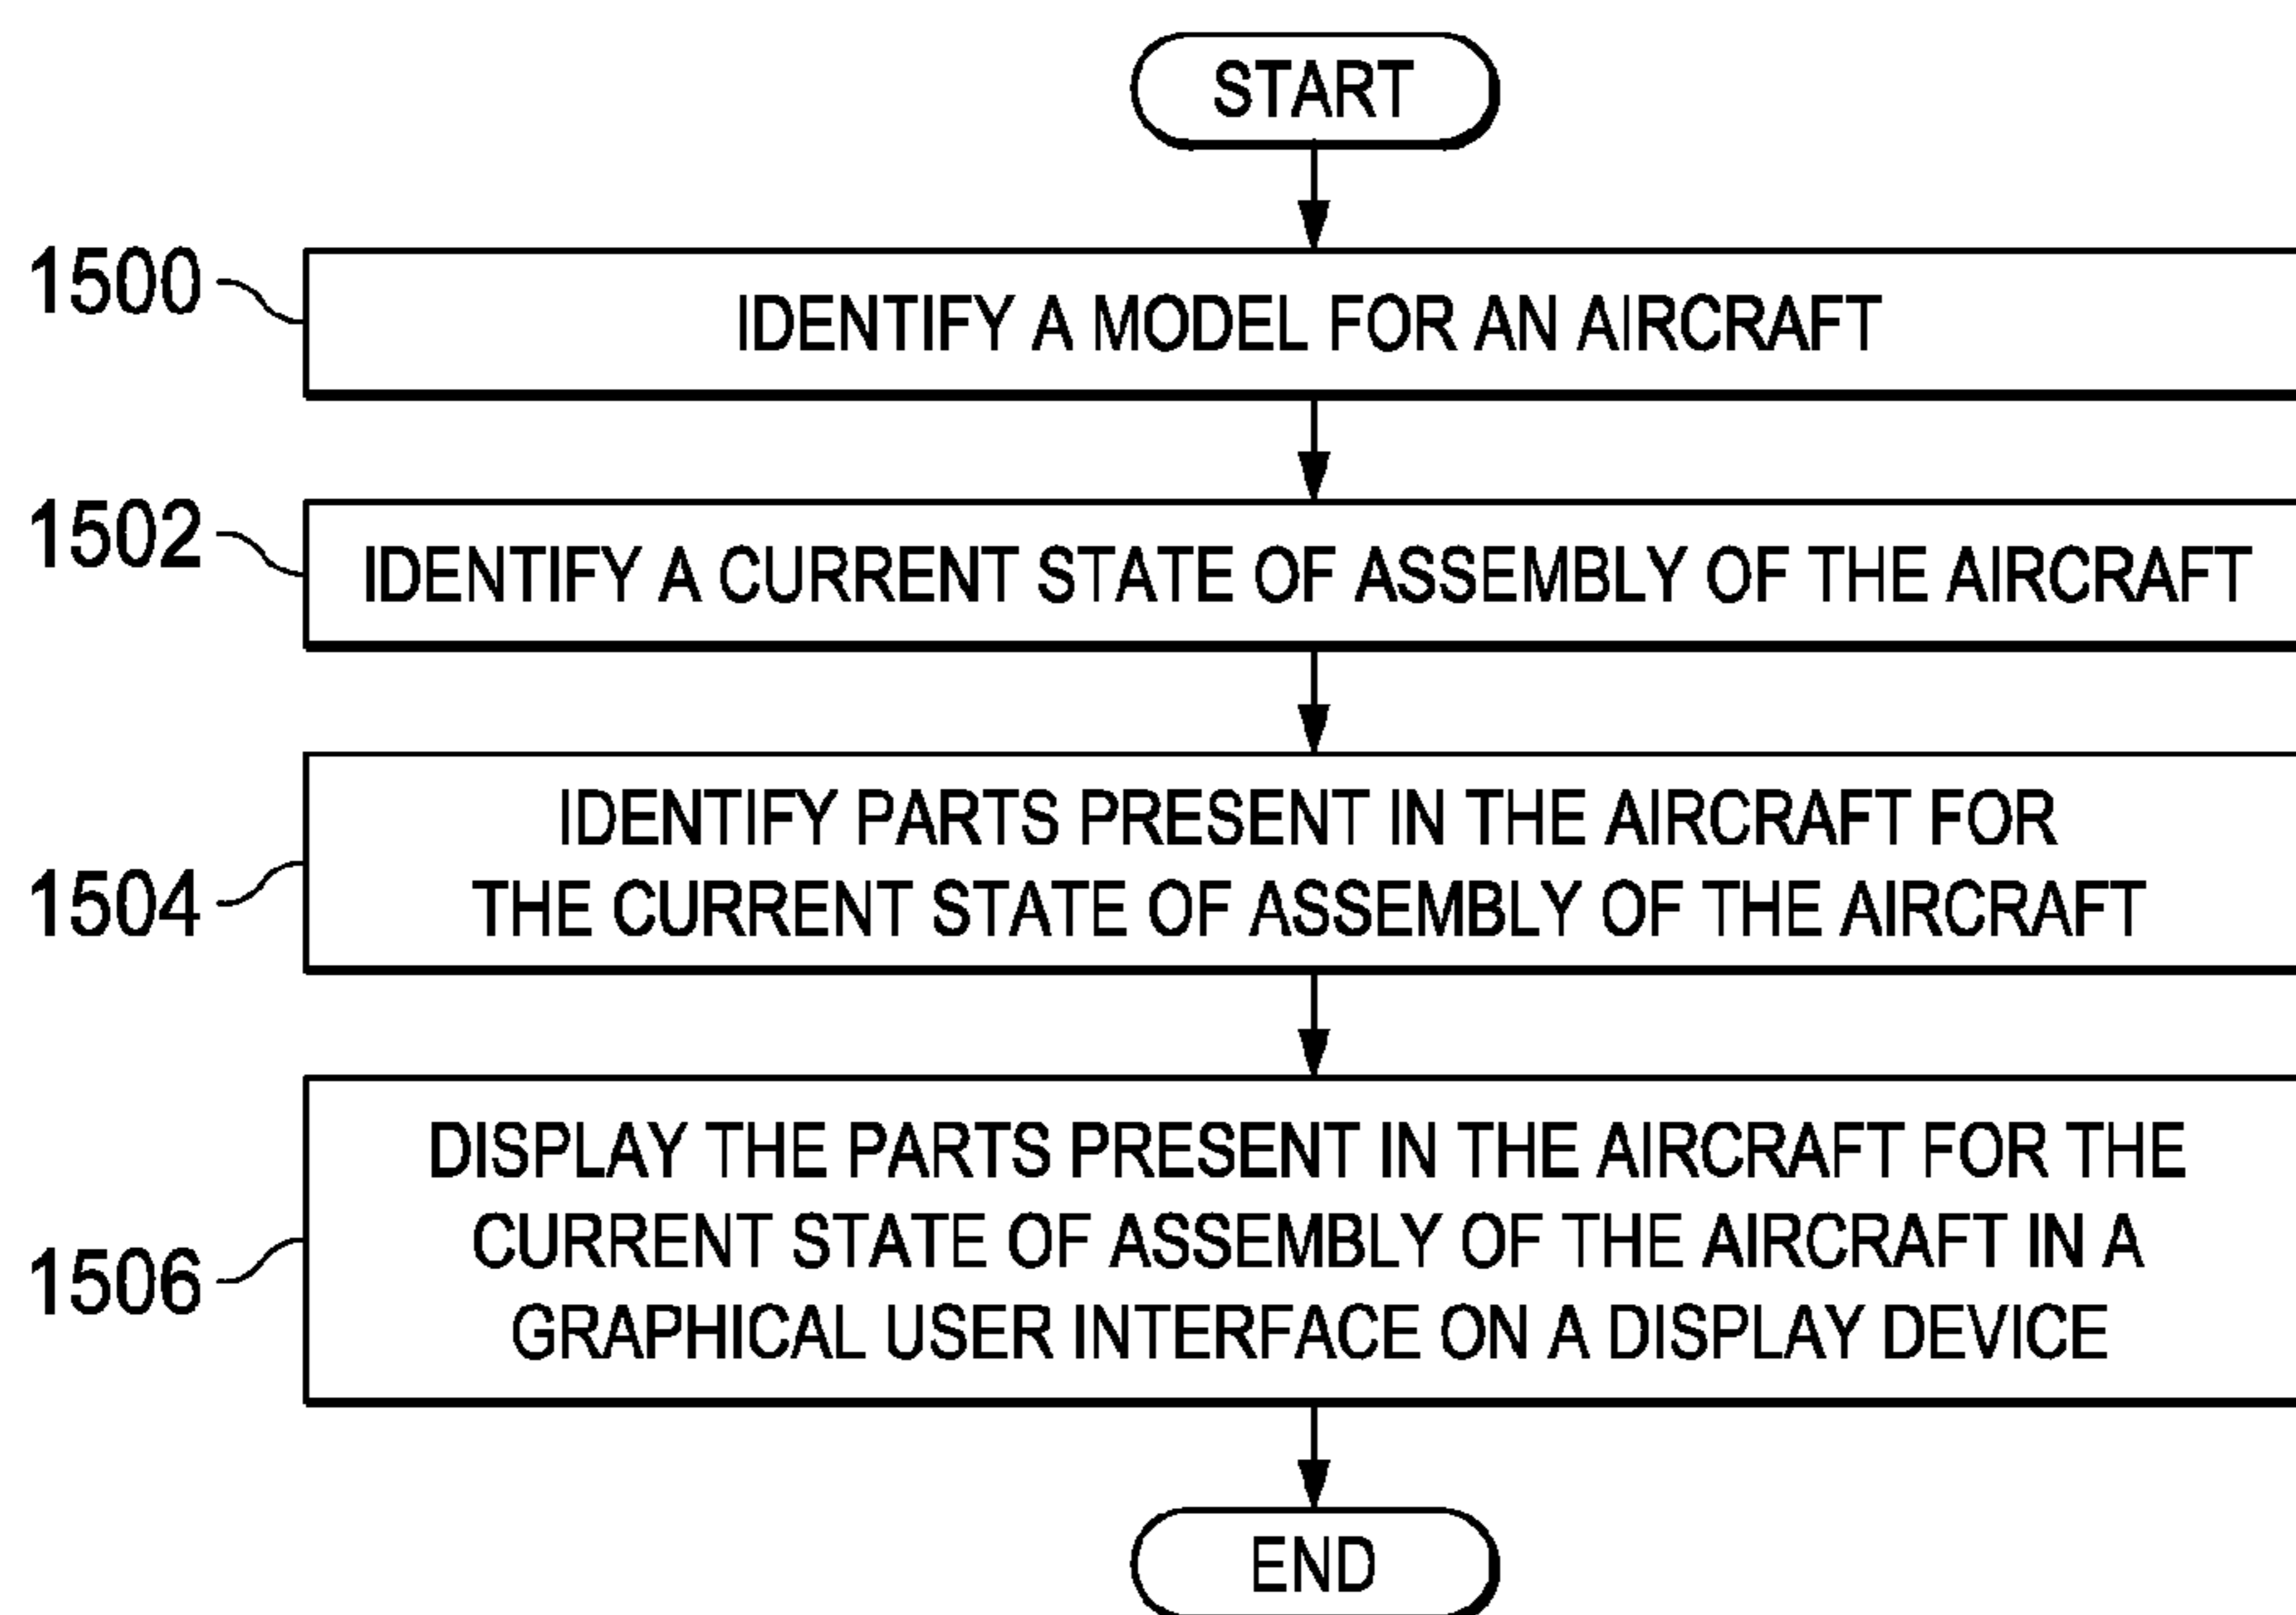 START
1500
IDENTIFY A MODEL FOR AN AIRCRAFT
1502
IDENTIFY A CURRENT STATE OF ASSEMBLY OF THE AIRCRAFT
1504
IDENTIFY PARTS PRESENT IN THE AIRCRAFT FOR
THE CURRENT STATE OF ASSEMBLY OF THE AIRCRAFT
1506
DISPLAY THE PARTS PRESENT IN THE AIRCRAFT FOR THE
CURRENT STATE OF ASSEMBLY OF THE AIRCRAFT IN A
GRAPHICAL USER INTERFACE ON A DISPLAY DEVICE
END